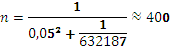 n = 1 / (0,05² + 1/632187) ≈ 400